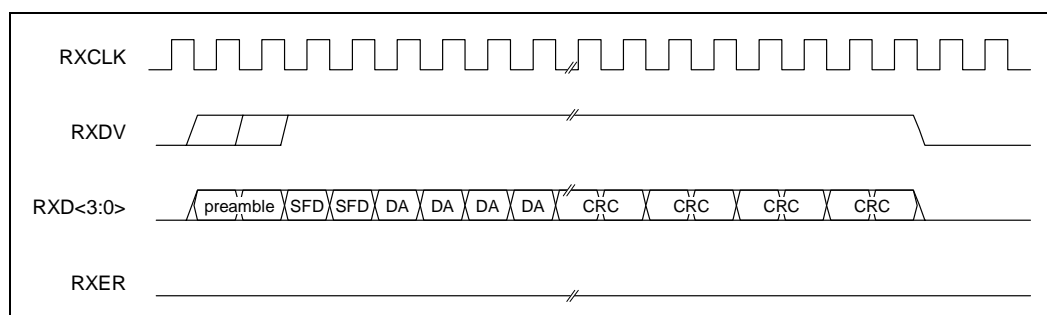 RXCLK
RXDV
RXD<3:0>
preamble SFD SFD DA DA DA DA CRC CRC CRC CRC
RXER